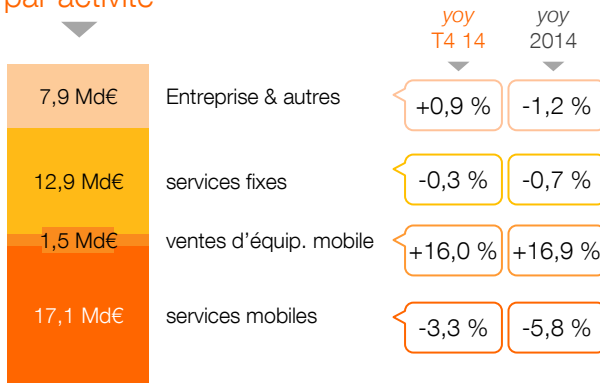 par activité
yoy yoy
T4 14 2014
7,9 Md€ Entreprise & autres +0,9 % -1,2 %
12,9 Md€ services fixes -0,3 % -0,7 %
1,5 Md€ ventes d'équip. mobile +16,0 % +16,9 %
17,1 Md€ services mobiles -3,3 % -5,8 %